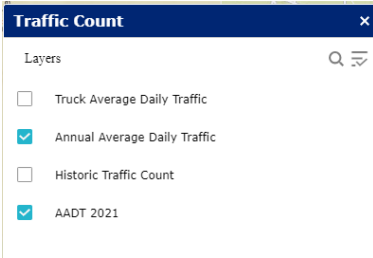 Traffic Count
Layers
Truck Average Daily Traffic
Annual Average Daily Traffic
Historic Traffic Count
AADT 2021